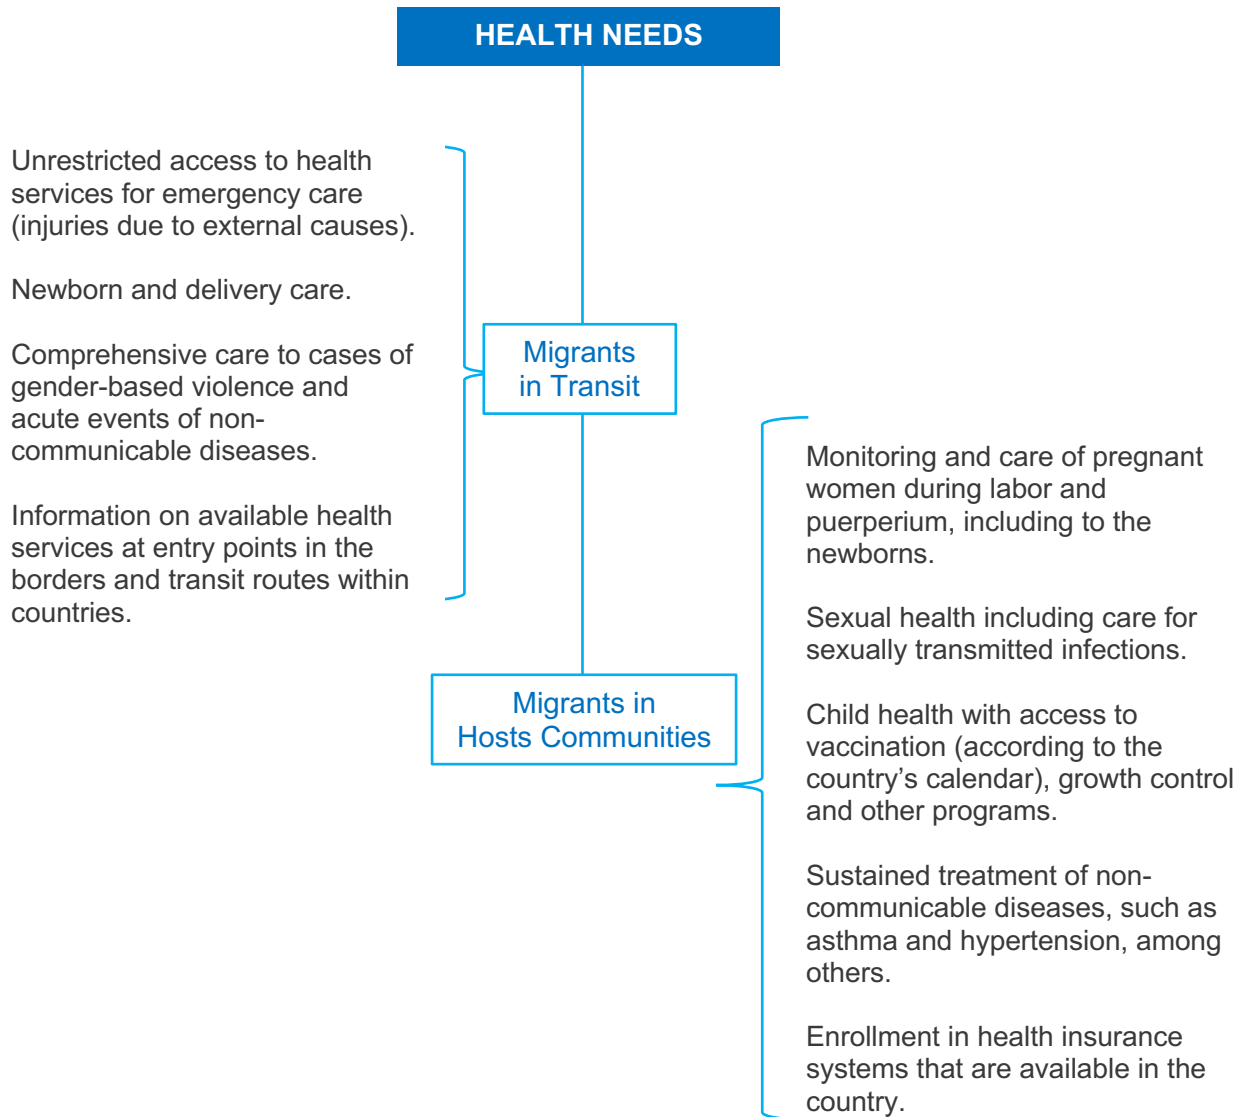 HEALTH NEEDS
Unrestricted access to health
services for emergency care
(injuries due to external causes).
Newborn and delivery care.
Comprehensive care to cases of
gender-based violence and
acute events of non-
communicable diseases.
Information on available health
services at entry points in the
borders and transit routes within
countries.
Migrants
in Transit
Migrants in
Hosts Communities
Monitoring and care of pregnant
women during labor and
puerperium, including to the
newborns.
Sexual health including care for
sexually transmitted infections.
Child health with access to
vaccination (according to the
country’s calendar), growth control
and other programs.
Sustained treatment of non-
communicable diseases, such as
asthma and hypertension, among
others.
Enrollment in health insurance
systems that are available in the
country.